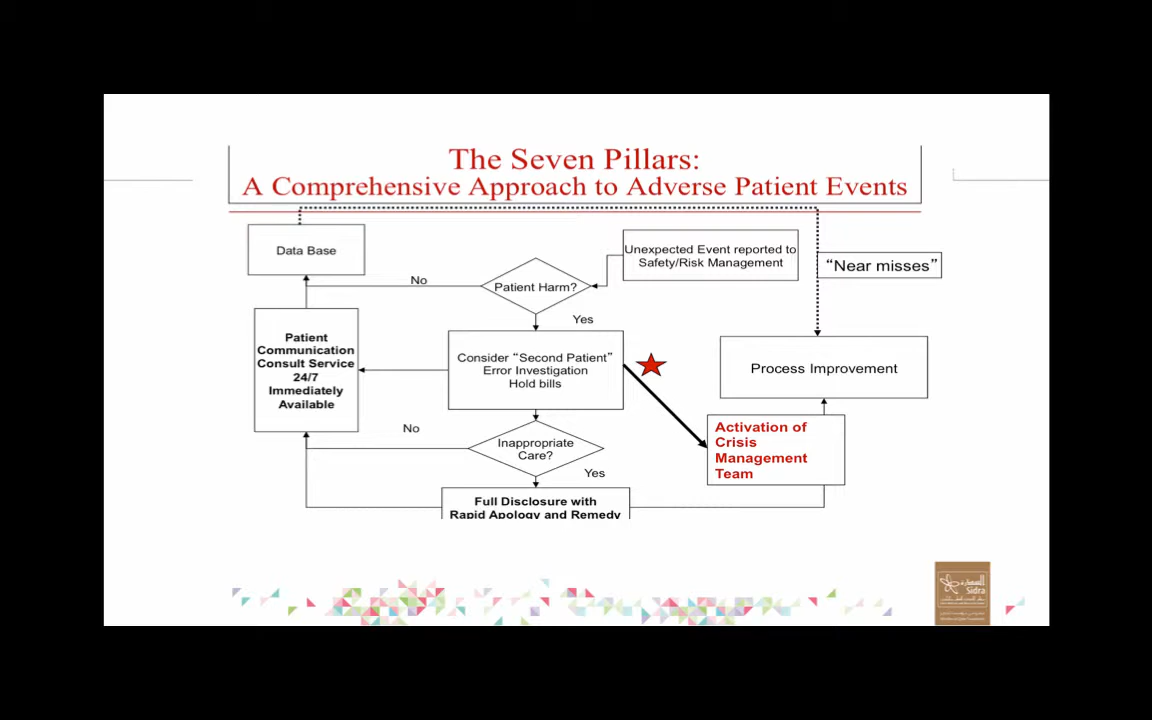 The Seven Pillars:
A Comprehensive Approach to Adverse Patient Events
Data Base
Unexpected Event reported to
Safety/Risk Management
“Near misses”
No
Patient Harm?
Yes
Patient
Communication
Consult Service
24/7
Immediately
Available
Consider “Second Patient”
Error Investigation
Hold bills
Process Improvement
No
Inappropriate
Care?
Yes
Activation of
Crisis
Management
Team
Full Disclosure with
Rapid Apology and Remedy
السدرة
Sidra